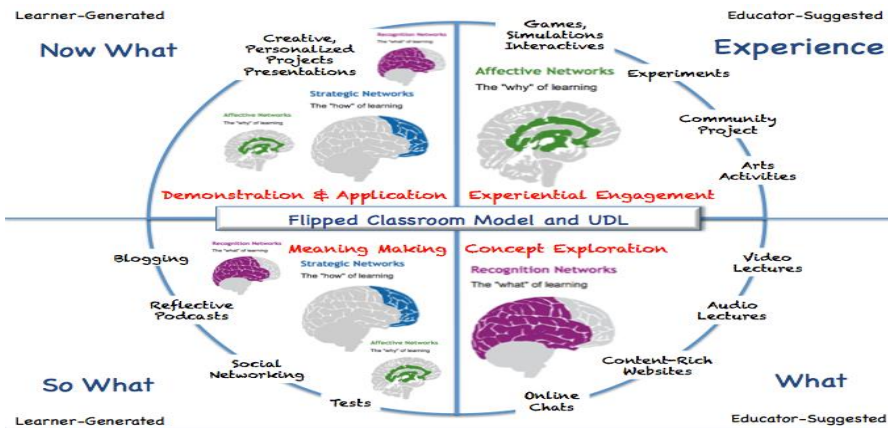 Learner-Generated
Educator-Suggested
Now What
Experience
Creative,
Personalized
Projects
Presentations
Recognition Networks
The "what" of learning
Strategic Networks
The "how" of learning
Affective Networks
The "why" of learning
Games,
Simulations
Interactives
Affective Networks
The "why" of learning
Experiments
Community
Project
Arts
Activities
Demonstration & Application
Experiential Engagement
Flipped Classroom Model and UDL
Meaning Making
Concept Exploration
Blogging
Reflective
Podcasts
Social
Networking
Tests
Recognition Networks
The "what" of learning
Strategic Networks
The "how" of learning
Affective Networks
The "why" of learning
Recognition Networks
The "what" of learning
Video
Lectures
Audio
Lectures
Content-Rich
Websites
Online
Chats
So What
What
Learner-Generated
Educator-Suggested